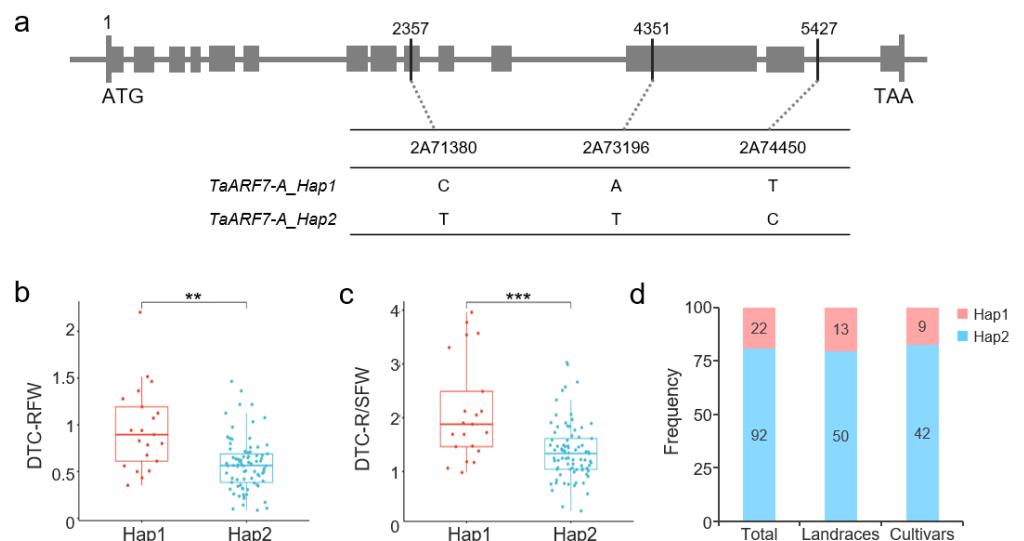 a
1
2357
4351
5427
ATG
TAA
2A71380
2A73196
2A74450
TaARF7-A_Hap1
C
A
T
TaARF7-A_Hap2
T
T
C
b
DTC-RFW
**
2
1.5
1
0.5
0
Hap1
Hap2
c
DTC-R/SFW
***
4
3
2
1
0
Hap1
Hap2
d
Frequency
100
75
50
25
0
22
13
9
92
50
42
Total
Landraces
Cultivars
Hap1
Hap2